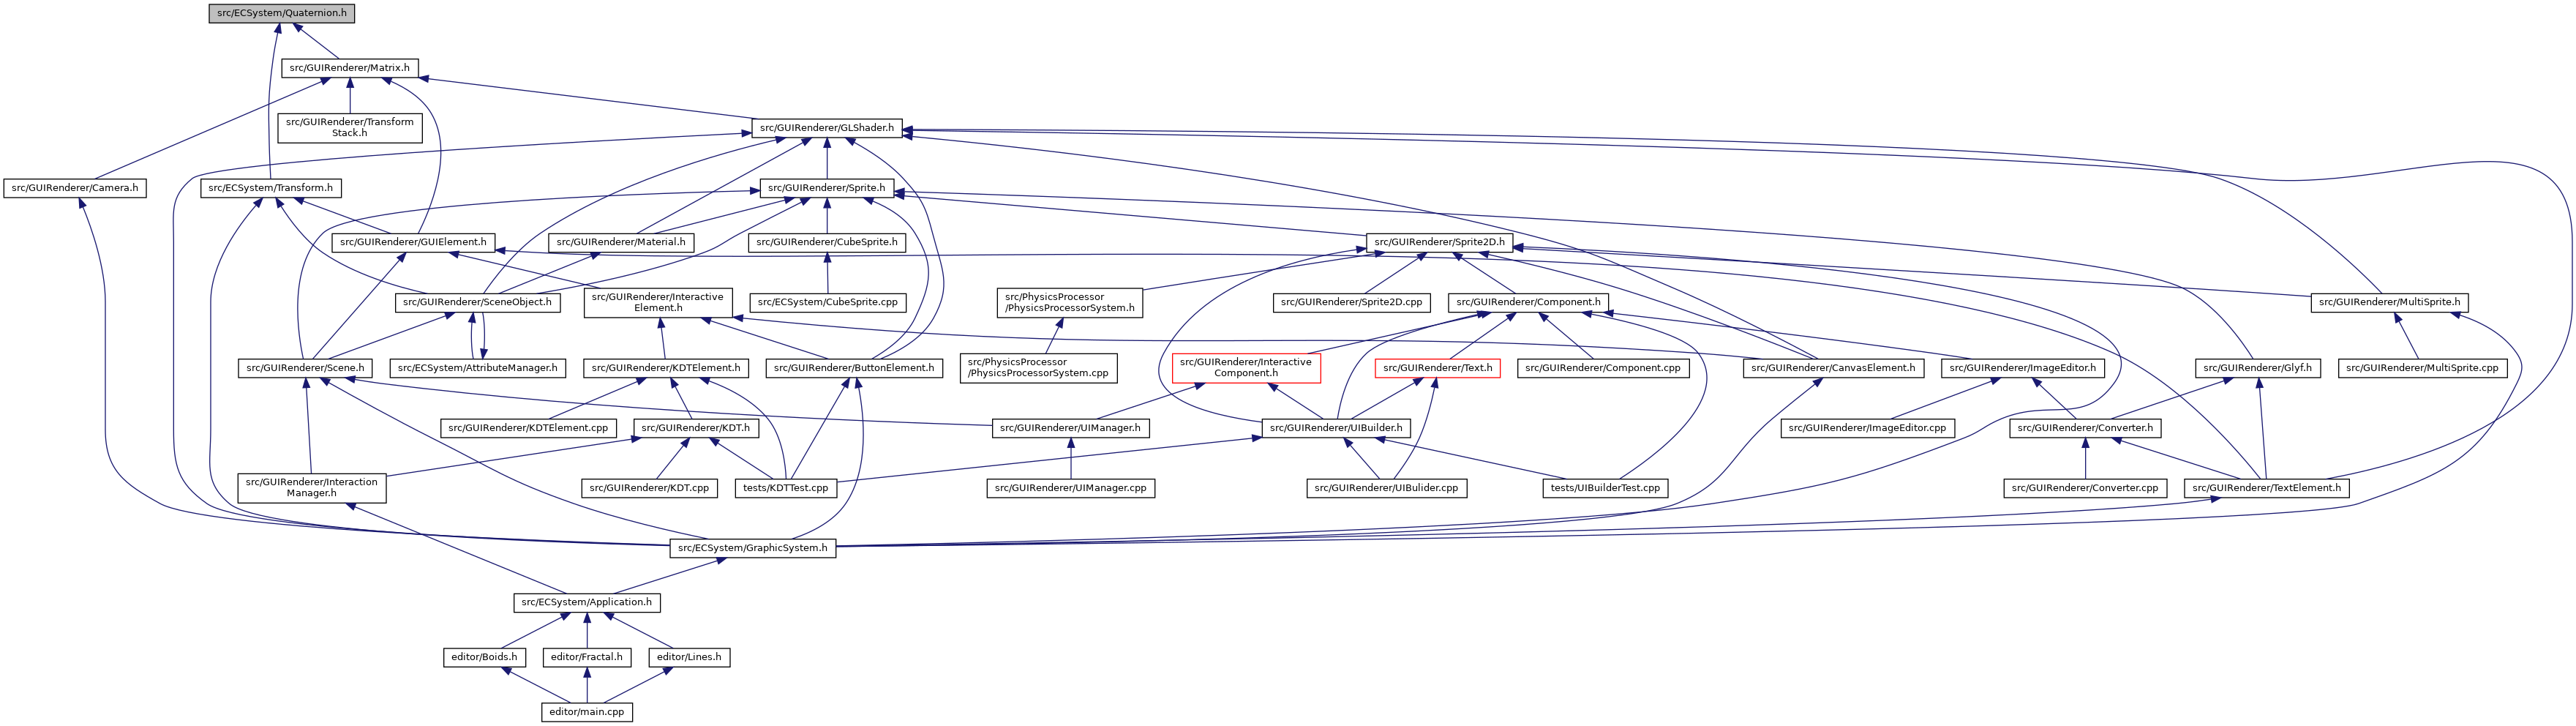 src/ECSystem/Quaternion.h
src/GUIRenderer/Matrix.h
src/GUIRenderer/Transform
Stack.h
src/GUIRenderer/GLShader.h
src/GUIRenderer/Camera.h
src/ECSystem/Transform.h
src/GUIRenderer/Sprite.h
src/GUIRenderer/GUIElement.h
src/GUIRenderer/Material.h
src/GUIRenderer/CubeSprite.h
src/GUIRenderer/Sprite2D.h
src/GUIRenderer/SceneObject.h
src/GUIRenderer/Interactive
Element.h
src/ECSystem/CubeSprite.cpp
src/PhysicsProcessor
/PhysicsProcessorSystem.h
src/GUIRenderer/Sprite2D.cpp
src/GUIRenderer/Component.h
src/GUIRenderer/MultiSprite.h
src/GUIRenderer/Scene.h
src/ECSystem/AttributeManager.h
src/GUIRenderer/KDTElement.h
src/GUIRenderer/ButtonElement.h
src/PhysicsProcessor
/PhysicsProcessorSystem.cpp
src/GUIRenderer/Interactive
Component.h
src/GUIRenderer/Text.h
src/GUIRenderer/Component.cpp
src/GUIRenderer/CanvasElement.h
src/GUIRenderer/ImageEditor.h
src/GUIRenderer/Glyf.h
src/GUIRenderer/MultiSprite.cpp
src/GUIRenderer/KDTElement.cpp
src/GUIRenderer/KDT.h
src/GUIRenderer/UIManager.h
src/GUIRenderer/UIBuilder.h
src/GUIRenderer/ImageEditor.cpp
src/GUIRenderer/Converter.h
src/GUIRenderer/Interaction
Manager.h
src/GUIRenderer/KDT.cpp
tests/KDTTest.cpp
src/GUIRenderer/UIManager.cpp
src/GUIRenderer/UIBulider.cpp
tests/UIBuilderTest.cpp
src/GUIRenderer/Converter.cpp
src/GUIRenderer/TextElement.h
src/ECSystem/GraphicSystem.h
src/ECSystem/Application.h
editor/Boids.h
editor/Fractal.h
editor/Lines.h
editor/main.cpp